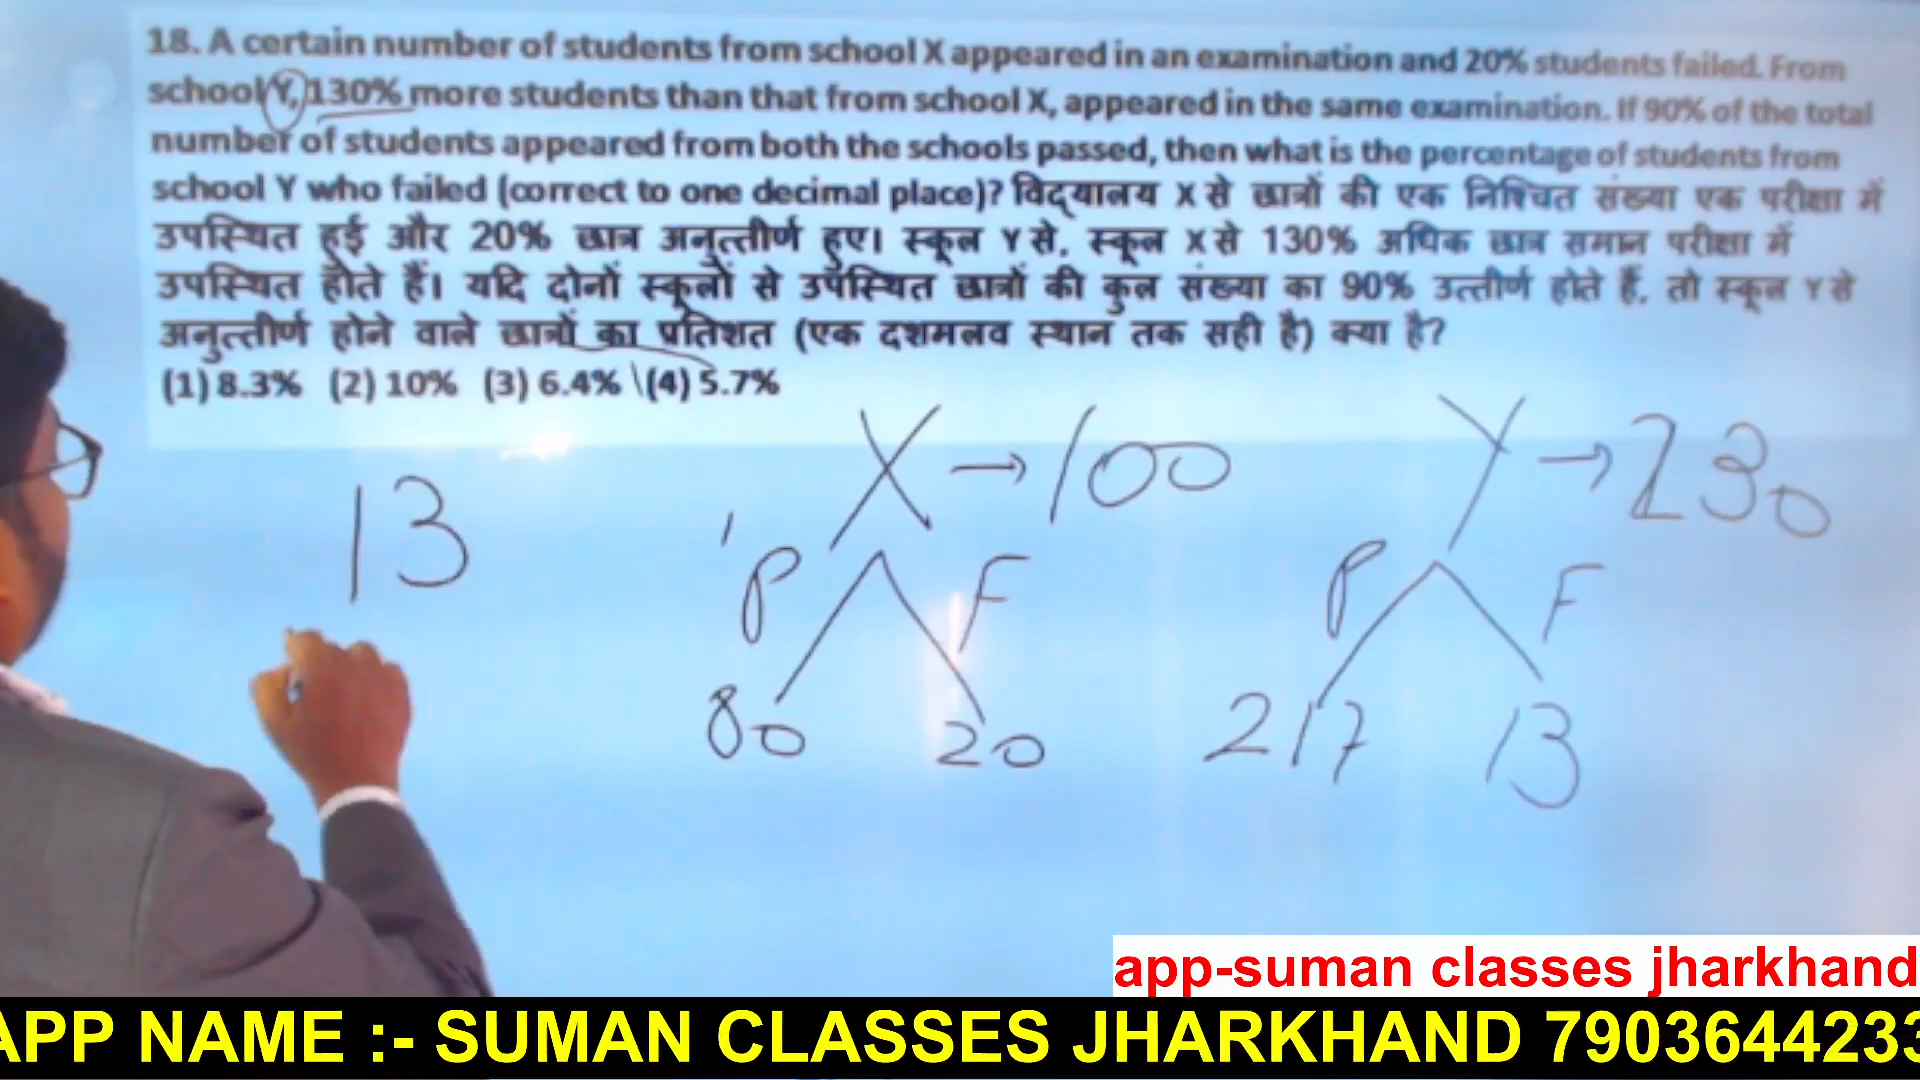 18. A certain number of students from school X appeared in an examination and 20% students failed. From
school Y, 130% more students than that from school X, appeared in the same examination. If 90% of the total
number of students appeared from both the schools passed, then what is the percentage of students from
school Y who failed (correct to one decimal place)? विद्यालय X से छात्रों की एक निश्चित संख्या एक परीक्षा में
उपस्थित हुई और 20% छात्र अनुत्तीर्ण हुए। स्कूल Y से, स्कूल X से 130% अधिक छात्र समान परीक्षा में
उपस्थित होते हैं। यदि दोनों स्कूलों से उपस्थित छात्रों की कुल संख्या का 90% उत्तीर्ण होते हैं, तो स्कूल Y से
अनुत्तीर्ण होने वाले छात्रों का प्रतिशत (एक दशमलव स्थान तक सही है) क्या है?
(1) 8.3% (2) 10% (3) 6.4% (4) 5.7%
X → 100 Y → 230
13
P F P F
80 20 217 13
app-suman classes jharkhand
APP NAME :- SUMAN CLASSES JHARKHAND 7903644233